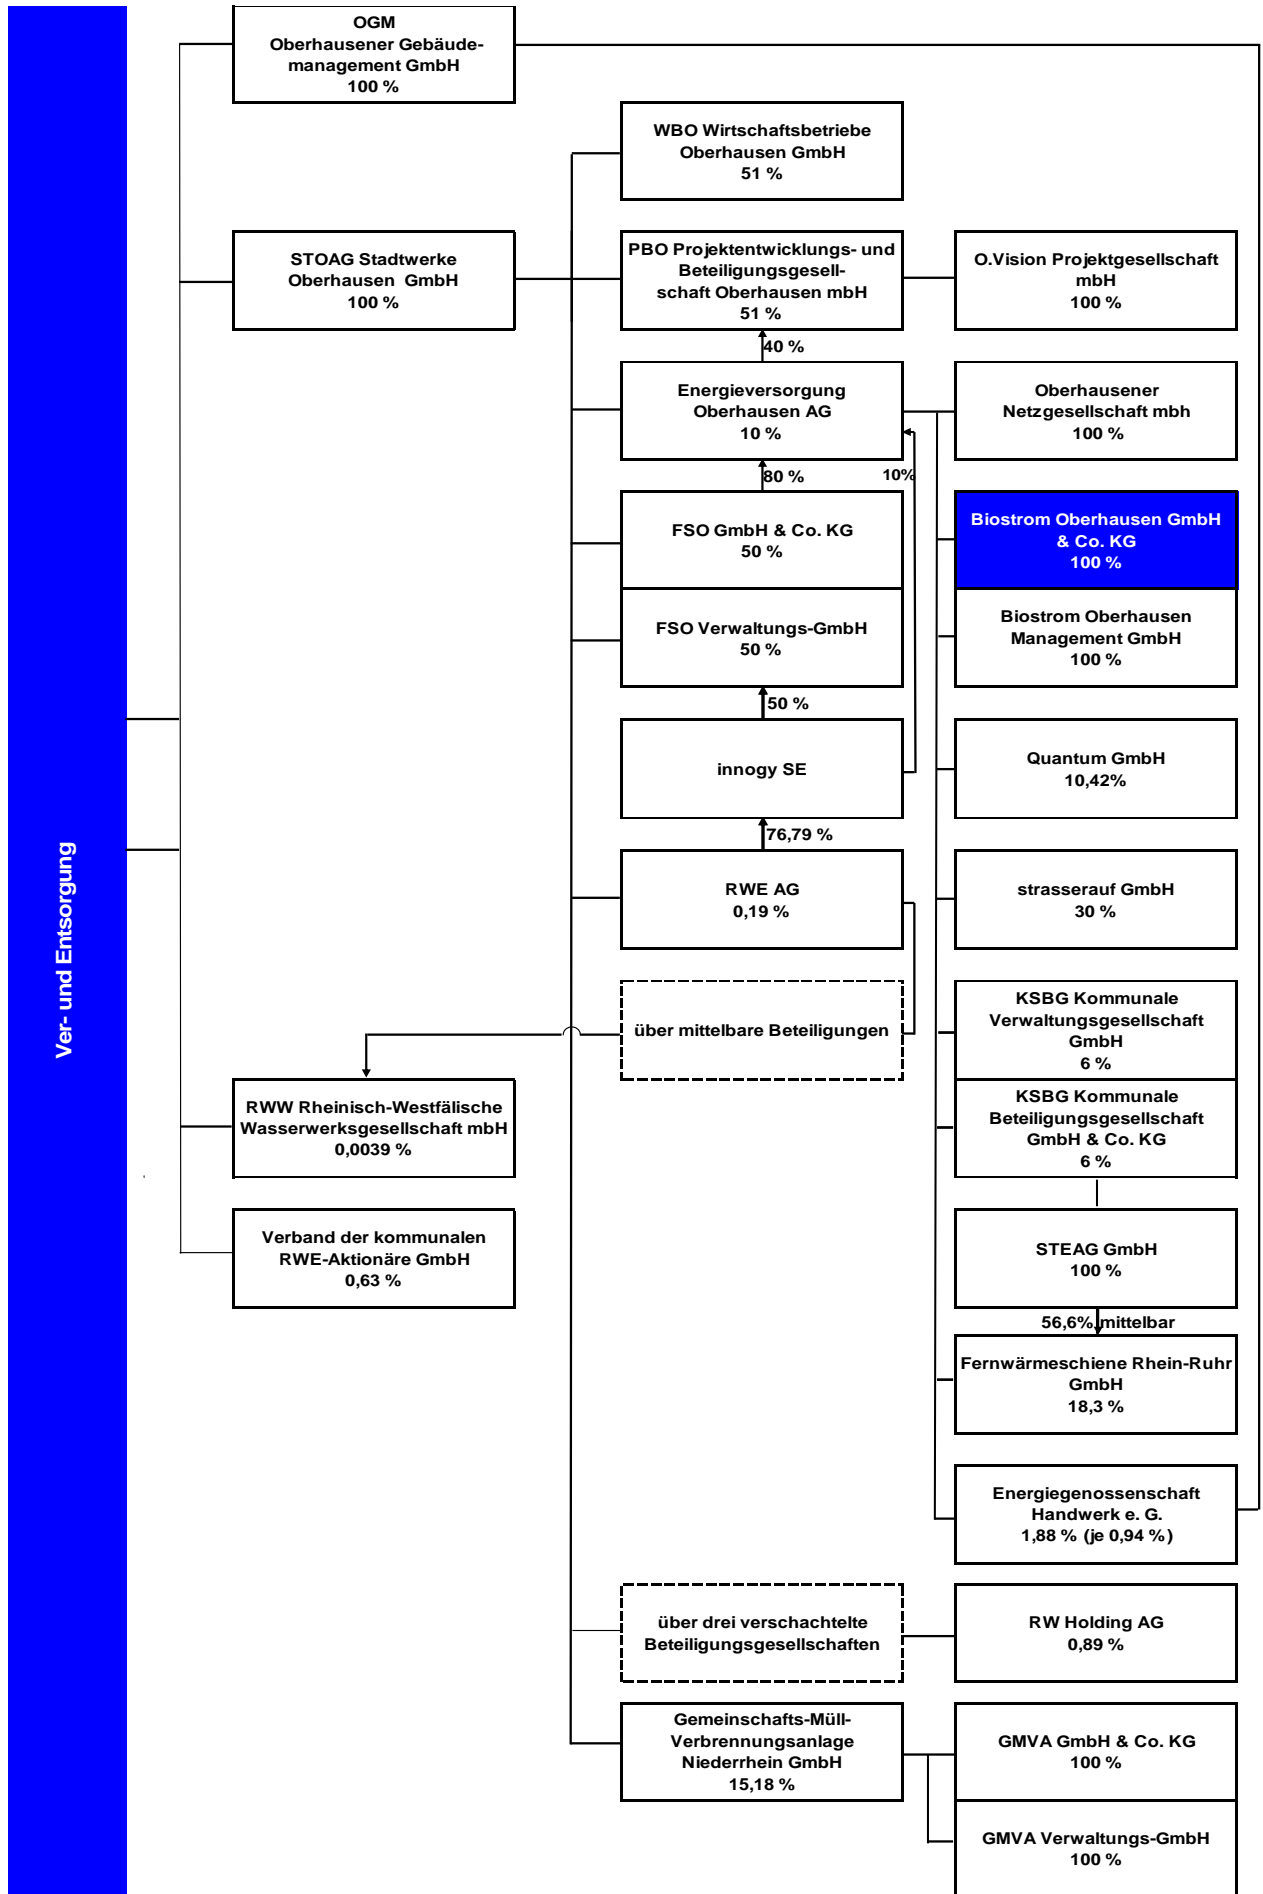 Ver- und Entsorgung
OGM
Oberhausener Gebäude-
management GmbH
100 %
WBO Wirtschaftsbetriebe
Oberhausen GmbH
51 %
STOAG Stadtwerke
Oberhausen GmbH
100 %
PBO Projektentwicklungs- und
Beteiligungsgesell-
schaft Oberhausen mbH
51 %
O.Vision Projektgesellschaft
mbH
100 %
40 %
Energieversorgung
Oberhausen AG
10 %
Oberhausener
Netzgesellschaft mbh
100 %
80 %
10%
FSO GmbH & Co. KG
50 %
Biostrom Oberhausen GmbH
& Co. KG
100 %
FSO Verwaltungs-GmbH
50 %
Biostrom Oberhausen
Management GmbH
100 %
50 %
innogy SE
Quantum GmbH
10,42%
76,79 %
RWE AG
0,19 %
strasserauf GmbH
30 %
über mittelbare Beteiligungen
KSBG Kommunale
Verwaltungsgesellschaft
GmbH
6 %
RWW Rheinisch-Westfälische
Wasserwerksgesellschaft mbH
0,0039 %
KSBG Kommunale
Beteiligungsgesellschaft
GmbH & Co. KG
6 %
Verband der kommunalen
RWE-Aktionäre GmbH
0,63 %
STEAG GmbH
100 %
56,6% mittelbar
Fernwärmeschiene Rhein-Ruhr
GmbH
18,3 %
Energiegenossenschaft
Handwerk e. G.
1,88 % (je 0,94 %)
über drei verschachtelte
Beteiligungsgesellschaften
RW Holding AG
0,89 %
Gemeinschafts-Müll-
Verbrennungsanlage
Niederrhein GmbH
15,18 %
GMVA GmbH & Co. KG
100 %
GMVA Verwaltungs-GmbH
100 %